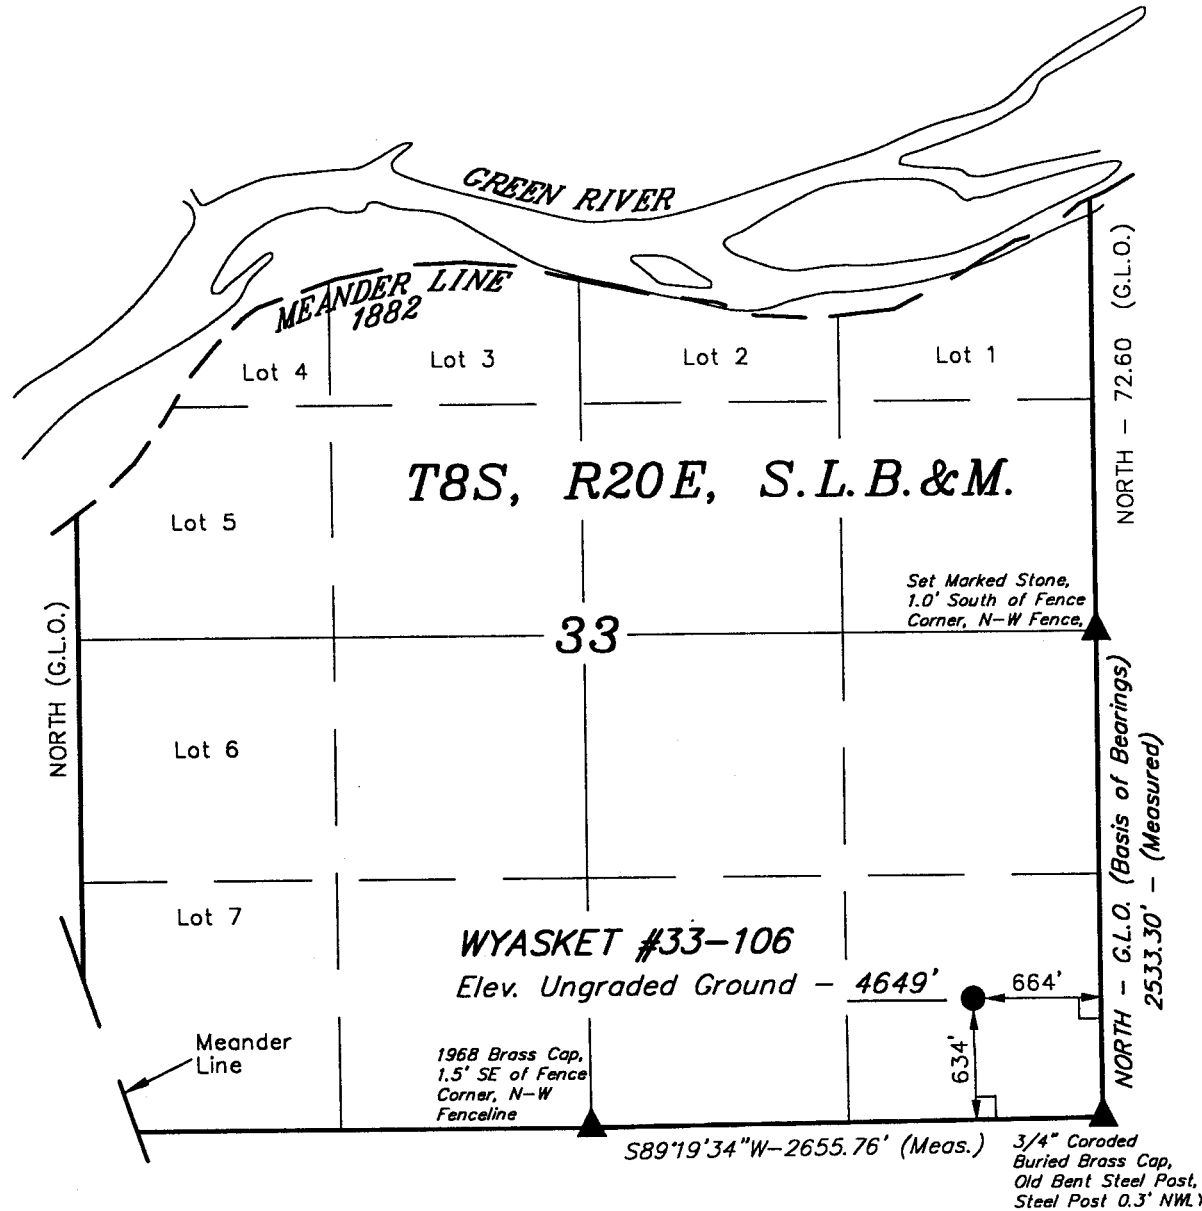 GREEN RIVER
MEANDER LINE
1882
Lot 4
Lot 3
Lot 2
Lot 1
NORTH - 72.60 (G.L.O.)
T8S, R20E, S.L.B.&M.
Lot 5
Set Marked Stone,
1.0' South of Fence
Corner, N-W Fence,
NORTH (G.L.O.)
33
Lot 6
NORTH - G.L.O. (Basis of Bearings)
2533.30' - (Measured)
Lot 7
WYASKET #33-106
Elev. Ungraded Ground - 4649'
664'
634'
Meander
Line
1968 Brass Cap,
1.5' SE of Fence
Corner, N-W
Fenceline
S89°19'34"W-2655.76' (Meas.)
3/4" Coroded
Buried Brass Cap,
Old Bent Steel Post,
Steel Post 0.3' NWLY